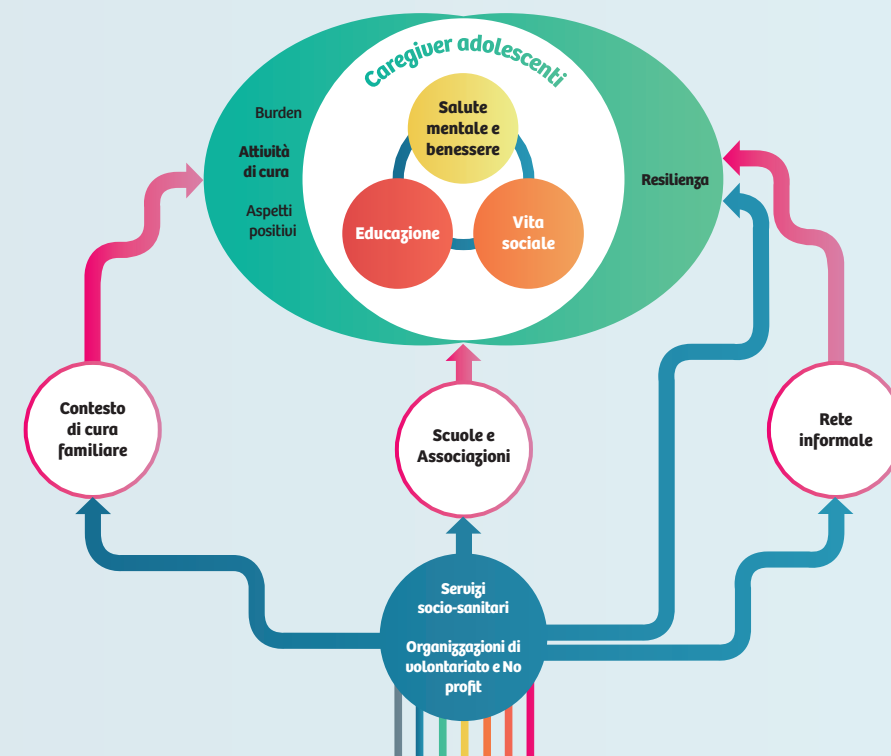 Caregiver adolescenti
Burden
Attività
di cura
Aspetti
positivi
Salute
mentale e
benessere
Educazione
Vita
sociale
Resilienza
Contesto
di cura
familiare
Scuole e
Associazioni
Rete
informale
Servizi
socio-sanitari
Organizzazioni di
volontariato e No
profit